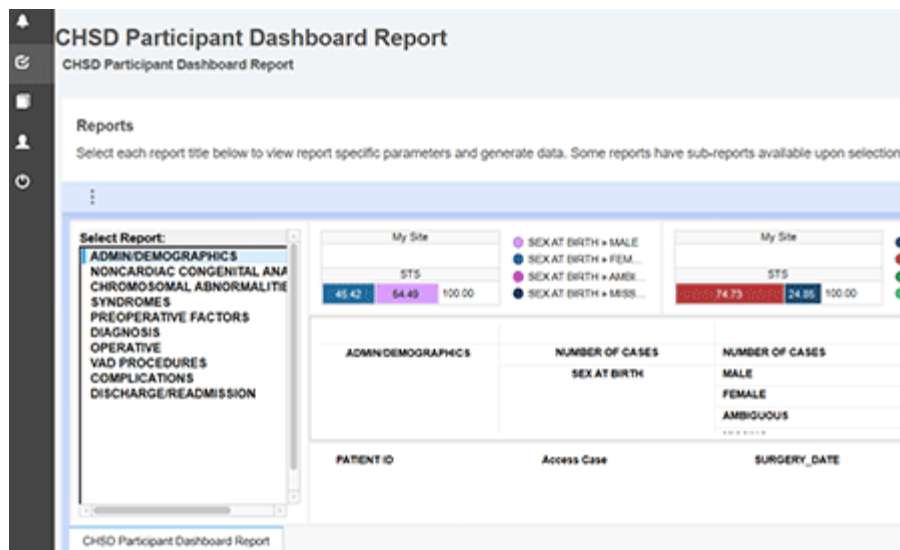 CHSD Participant Dashboard Report
CHSD Participant Dashboard Report
Reports
Select each report title below to view report specific parameters and generate data. Some reports have sub-reports available upon selection
Select Report:
ADMIN/DEMOGRAPHICS
NONCARDIAC CONGENITAL ANA
CHROMOSOMAL ABNORMALITIE
SYNDROMES
PREOPERATIVE FACTORS
DIAGNOSIS
OPERATIVE
VAD PROCEDURES
COMPLICATIONS
DISCHARGE/READMISSION
My Site
STS
45.42 54.49 100.00
SEX AT BIRTH » MALE
SEX AT BIRTH » FEM...
SEX AT BIRTH » AMBI...
SEX AT BIRTH » MISS...
My Site
STS
74.73 24.85 100.00
ADMIN/DEMOGRAPHICS NUMBER OF CASES NUMBER OF CASES
SEX AT BIRTH MALE
FEMALE
AMBIGUOUS
PATIENT ID Access Case SURGERY_DATE
CHSD Participant Dashboard Report